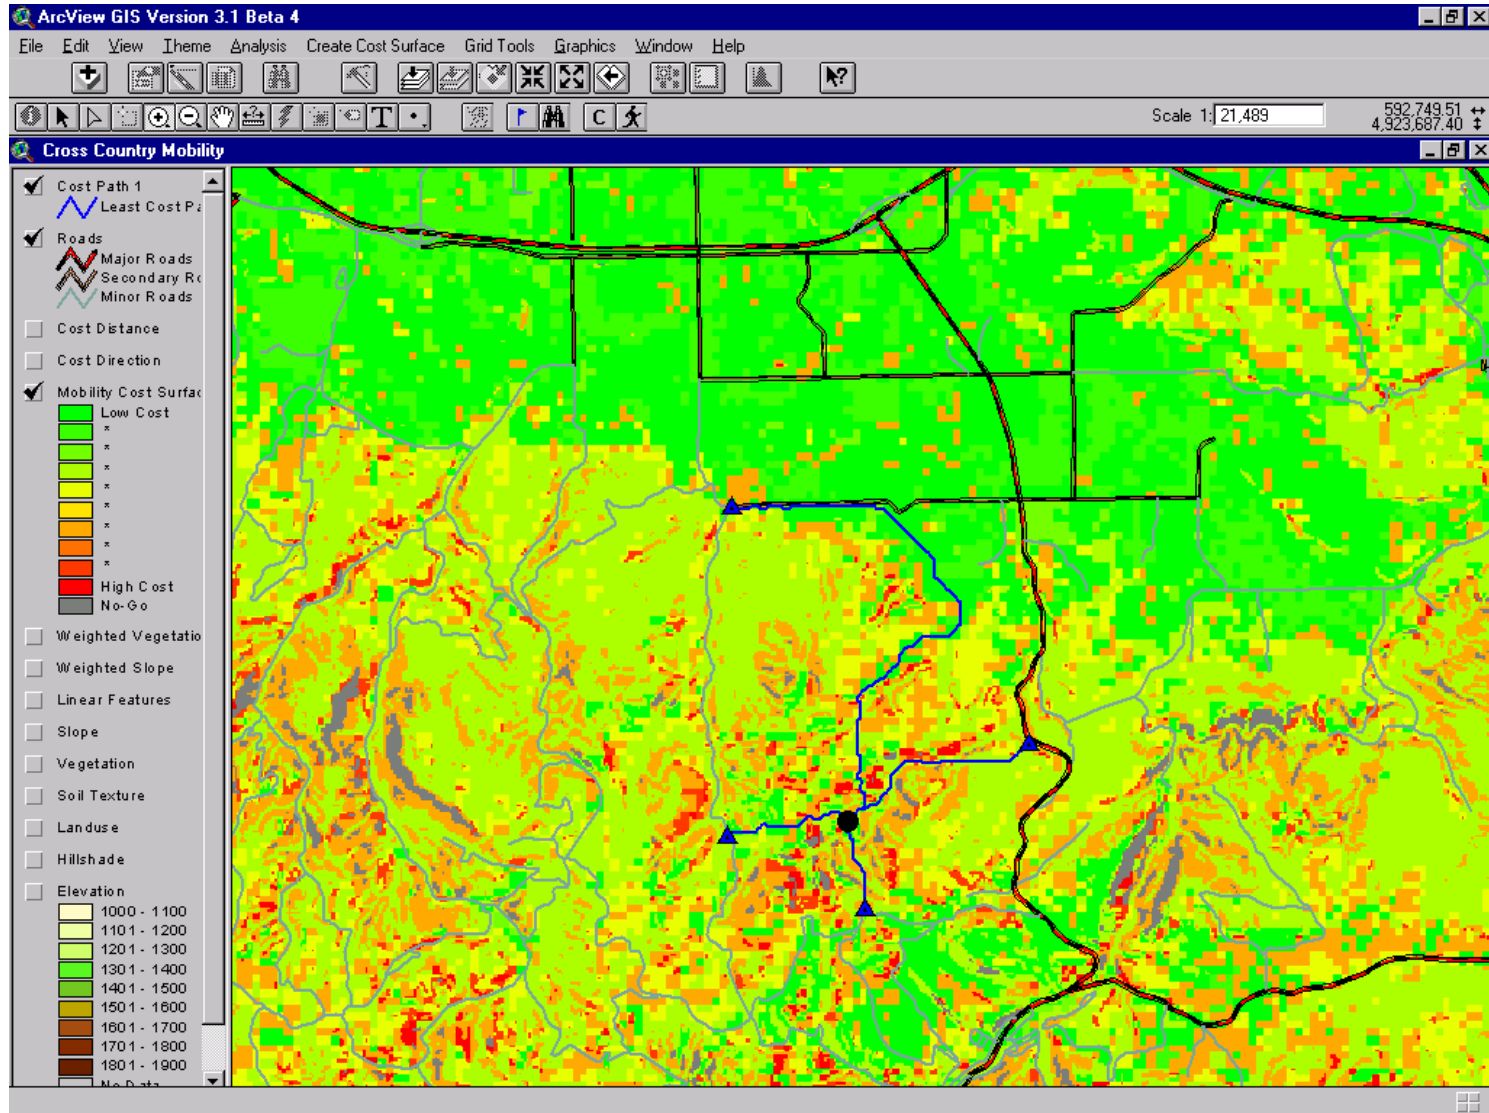 ArcView GIS Version 3.1 Beta 4
File Edit View Theme Analysis Create Cost Surface Grid Tools Graphics Window Help
C
T
Scale 1: 21,489
592,749.51
4,923,687.40
Cross Country Mobility
Cost Path 1
Least Cost Pa
Roads
Major Roads
Secondary Ro
Minor Roads
Cost Distance
Cost Direction
Mobility Cost Surfac
Low Cost
*
*
*
*
*
*
*
*
High Cost
No-Go
Weighted Vegetatio
Weighted Slope
Linear Features
Slope
Vegetation
Soil Texture
Landuse
Hillshade
Elevation
1000 - 1100
1101 - 1200
1201 - 1300
1301 - 1400
1401 - 1500
1501 - 1600
1601 - 1700
1701 - 1800
1801 - 1900
No Data